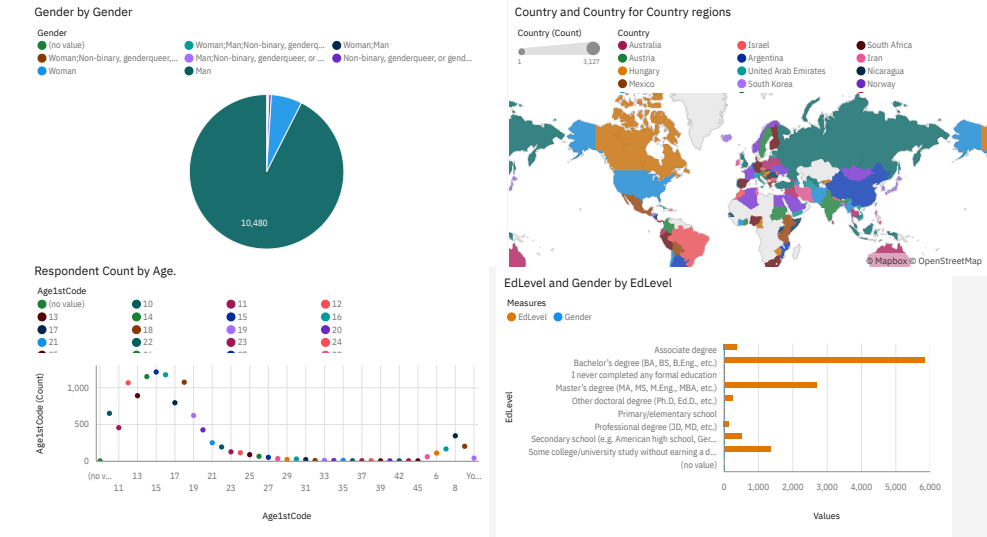 Gender by Gender
Gender
(no value)
Woman;Man;Non-binary, genderq...
Woman;Man
Woman;Non-binary, genderqueer,...
Man;Non-binary, genderqueer, or ...
Non-binary, genderqueer, or gend...
Woman
Man
10,480
Country and Country for Country regions
Country (Count)
1
3,127
Country
Australia
Israel
South Africa
Austria
Argentina
Iran
Hungary
United Arab Emirates
Nicaragua
Mexico
South Korea
Norway
© Mapbox © OpenStreetMap
Respondent Count by Age.
Age1stCode
(no value)
10
11
12
13
14
15
16
17
18
19
20
21
22
23
24
Age1stCode (Count)
1,000
500
0
(no v...
13
17
21
25
29
33
37
42
6
Yo...
11
15
19
23
27
31
35
39
45
8
Age1stCode
EdLevel and Gender by EdLevel
Measures
EdLevel
Gender
EdLevel
Associate degree
Bachelor's degree (BA, BS, B.Eng., etc.)
I never completed any formal education
Master's degree (MA, MS, M.Eng., MBA, etc.)
Other doctoral degree (Ph.D, Ed.D., etc.)
Primary/elementary school
Professional degree (JD, MD, etc.)
Secondary school (e.g. American high school, Ger...
Some college/university study without earning a d...
(no value)
0
1,000
2,000
3,000
4,000
5,000
6,000
Values